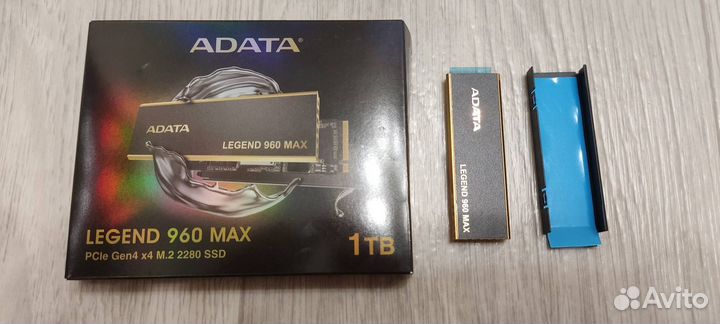 ADATA
ADATA
LEGEND 960 MAX
LEGEND 960 MAX
PCIe Gen4 x4 M.2 2280 SSD
1TB
ADATA
LEGEND 960 MAX
Avito